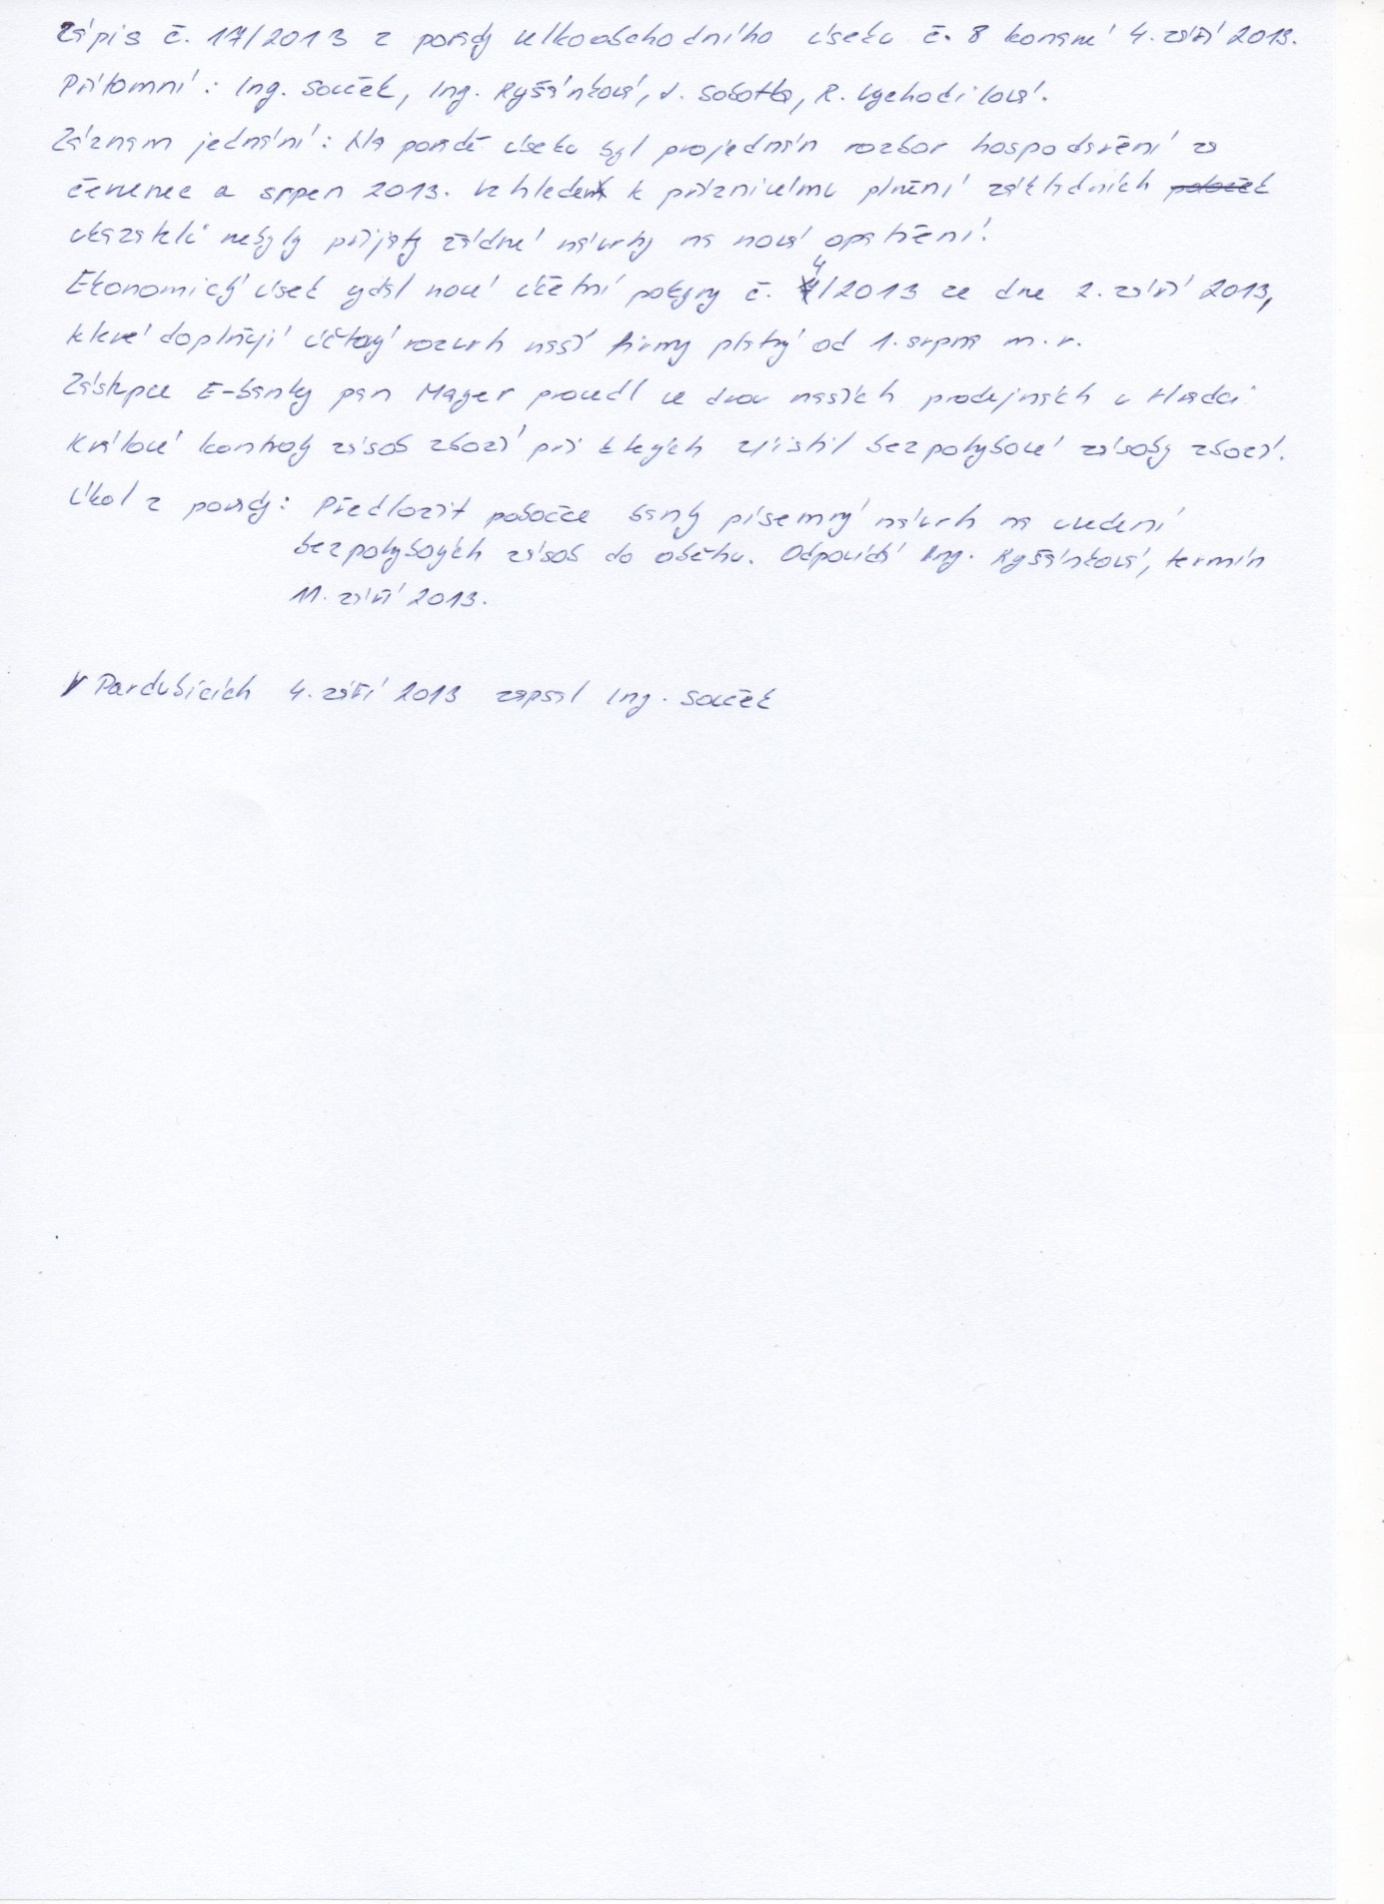 Zápis č. 17/2013 z porady velkoobchodního úseku č. 8 konané 4. září 2013.
Přítomni: Ing. Souček, Ing. Ryšánková, J. Sobotka, R. Vychodilová.
Záznam jednání: Na poradě úseku byl projednán rozbor hospodaření za
červenec a srpen 2013. Vzhledem k příznivému plnění základních
ukazatelů nebyly přijaty žádné návrhy na nová opatření.
Ekonomický úsek vydal nové účetní pokyny č. 4/2013 ze dne 2. září 2013,
které doplňují účtový rozvrh naší firmy platný od 1. srpna m. r.
Zástupce E-banky pan Mayer provedl ve dvou našich prodejnách v Hradci
Králové kontroly zásob zboží při kterých zjistil bezpohybové zásoby zboží.
Úkol z porady: Předložit pobočce banky písemný návrh na uvedení
bezpohybových zásob do oběhu. Odpovídá Ing. Ryšánková, termín
11. září 2013.
V Pardubicích 4. září 2013 zapsal Ing. Souček